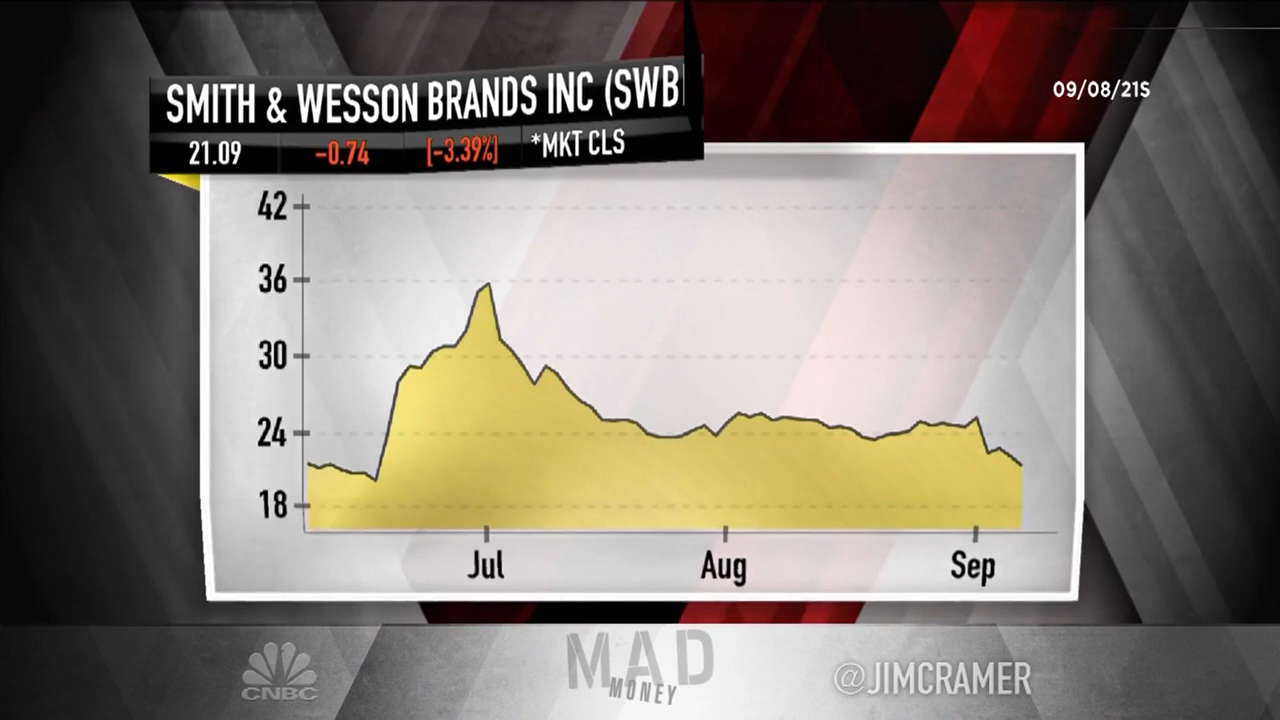 SMITH & WESSON BRANDS INC (SWB
21.09 -0.74 [-3.39%] *MKT CLS
09/08/21S
42
36
30
24
18
Jul Aug Sep
CNBC
MAD
MONEY
@JIMCRAMER